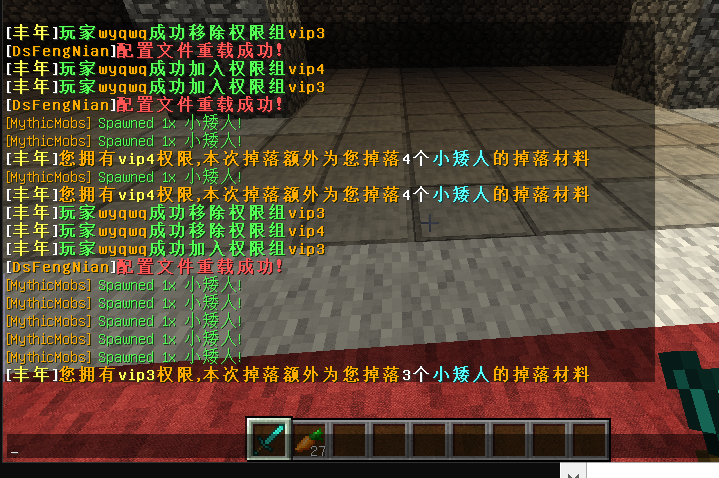 [丰年]玩家wyqwq成功移除权限组vip3
[DsFengNian]配置文件重载成功!
[丰年]玩家wyqwq成功加入权限组vip4
[丰年]玩家wyqwq成功加入权限组vip3
[DsFengNian]配置文件重载成功!
[MythicMobs] Spawned 1x 小矮人!
[MythicMobs] Spawned 1x 小矮人!
[丰年]您拥有vip4权限,本次掉落额外为您掉落4个小矮人的掉落材料
[MythicMobs] Spawned 1x 小矮人!
[丰年]您拥有vip4权限,本次掉落额外为您掉落4个小矮人的掉落材料
[丰年]玩家wyqwq成功移除权限组vip3
[丰年]玩家wyqwq成功移除权限组vip4
[丰年]玩家wyqwq成功加入权限组vip3
[DsFengNian]配置文件重载成功!
[MythicMobs] Spawned 1x 小矮人!
[MythicMobs] Spawned 1x 小矮人!
[MythicMobs] Spawned 1x 小矮人!
[MythicMobs] Spawned 1x 小矮人!
[MythicMobs] Spawned 1x 小矮人!
[丰年]您拥有vip3权限,本次掉落额外为您掉落3个小矮人的掉落材料
27
_